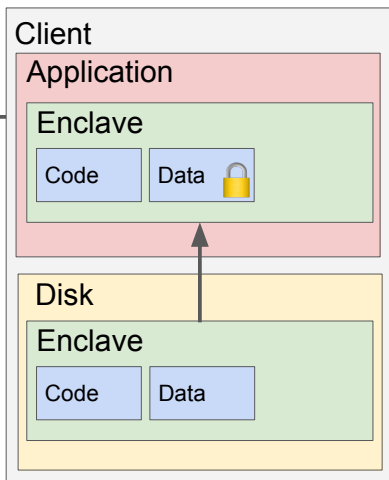 Client
Application
Enclave
Code Data
Disk
Enclave
Code Data